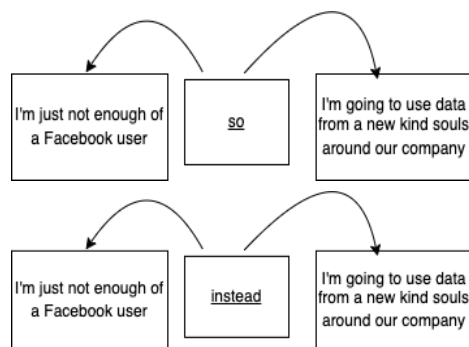 I'm just not enough of
a Facebook user
so
I'm going to use data
from a new kind souls
around our company
I'm just not enough of
a Facebook user
instead
I'm going to use data
from a new kind souls
around our company